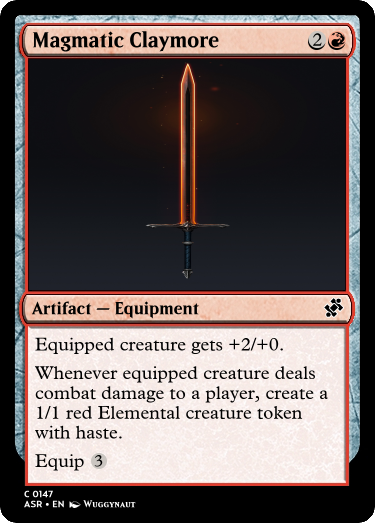 Magmatic Claymore 2
Artifact — Equipment
Equipped creature gets +2/+0.
Whenever equipped creature deals
combat damage to a player, create a
1/1 red Elemental creature token
with haste.
Equip 3
C 0147
ASR • EN Wuggynaut